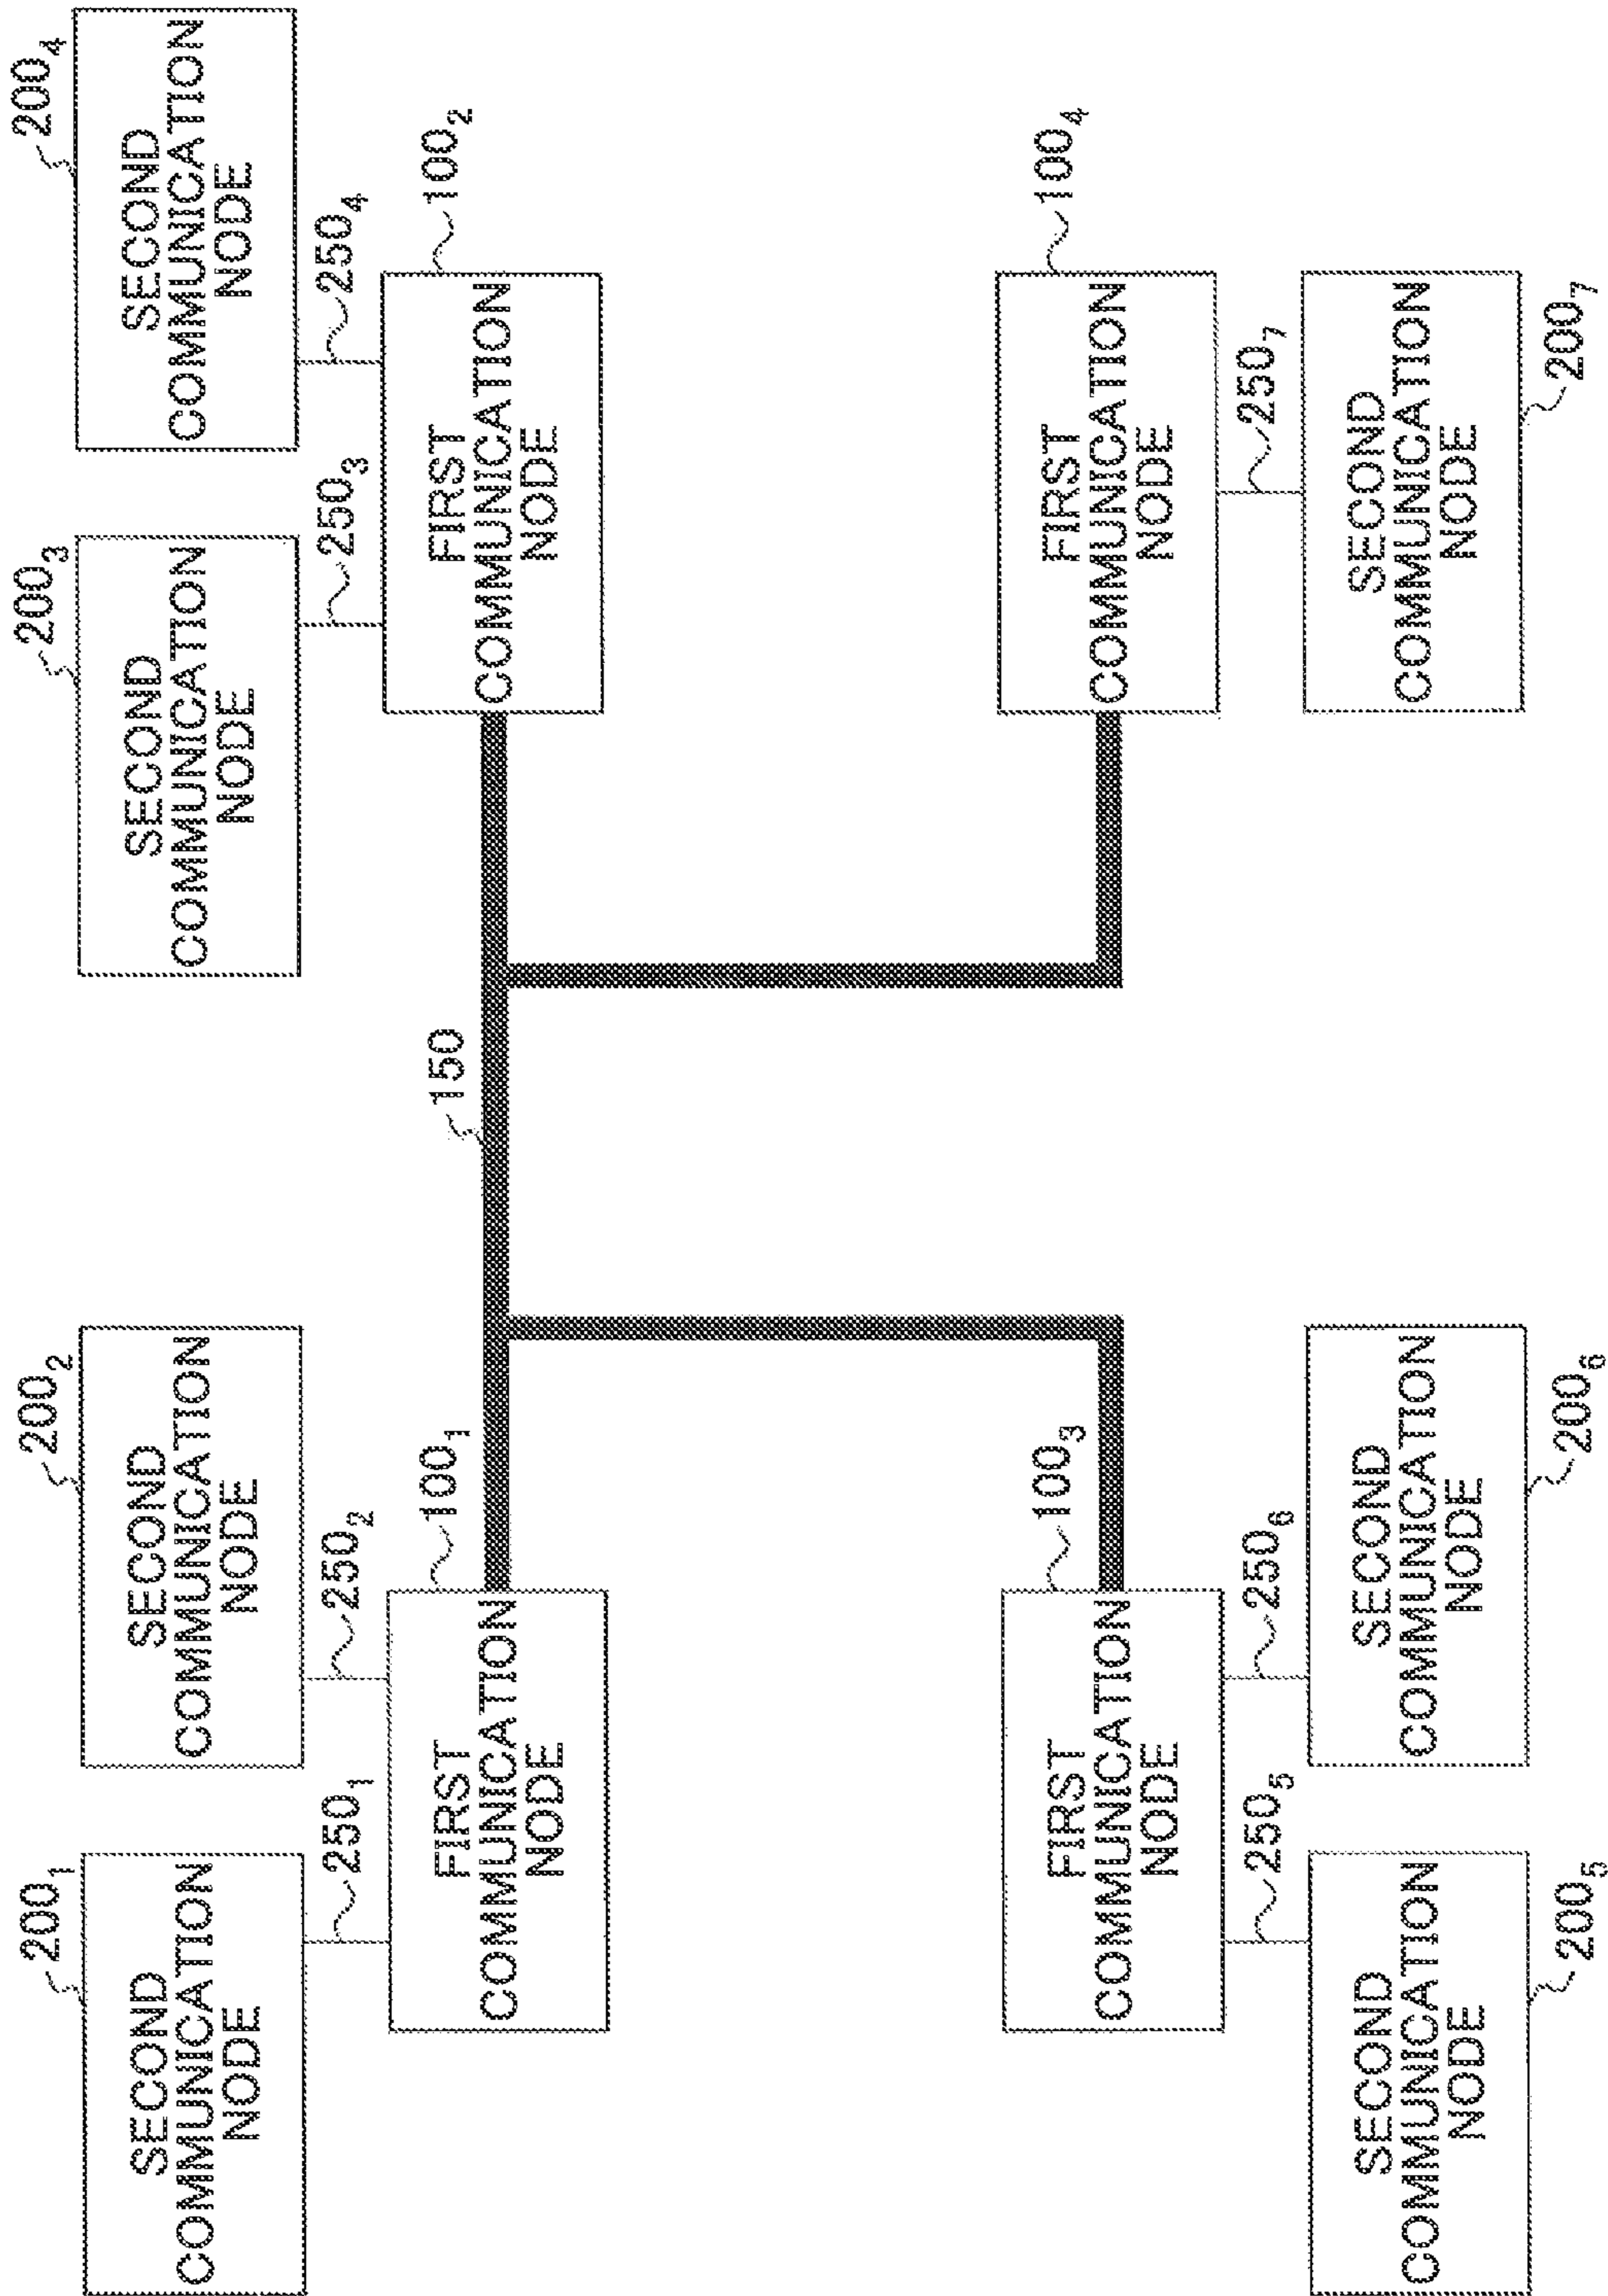 200₁
SECOND
COMMUNICATION
NODE
200₂
SECOND
COMMUNICATION
NODE
200₃
SECOND
COMMUNICATION
NODE
200₄
SECOND
COMMUNICATION
NODE
250₁
250₂
250₃
250₄
100₁
FIRST
COMMUNICATION
NODE
150
100₂
FIRST
COMMUNICATION
NODE
100₃
FIRST
COMMUNICATION
NODE
100₄
FIRST
COMMUNICATION
NODE
250₅
250₆
250₇
SECOND
COMMUNICATION
NODE
200₅
SECOND
COMMUNICATION
NODE
200₆
SECOND
COMMUNICATION
NODE
200₇